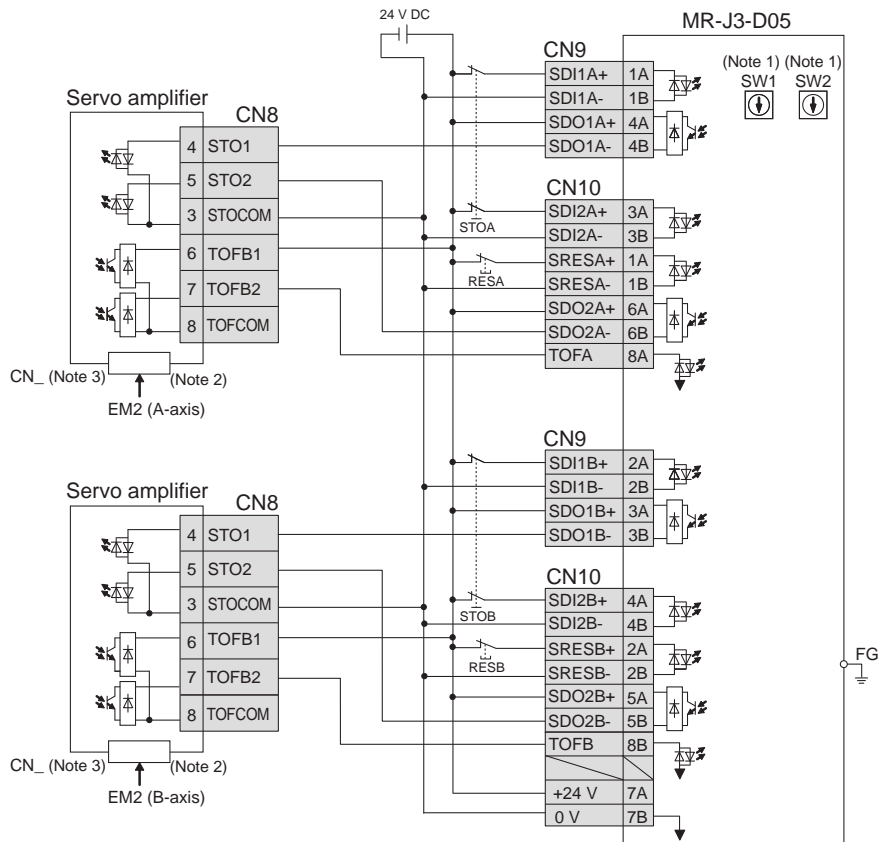 24 V DC
MR-J3-D05
(Note 1) (Note 1)
SW1 SW2
CN9
SDI1A+ 1A
SDI1A- 1B
SDO1A+ 4A
SDO1A- 4B
Servo amplifier
CN8
4 STO1
5 STO2
3 STOCOM
6 TOFB1
7 TOFB2
8 TOFCOM
CN_ (Note 3) (Note 2)
EM2 (A-axis)
CN10
STOA
RESA
SDI2A+ 3A
SDI2A- 3B
SRESA+ 1A
SRESA- 1B
SDO2A+ 6A
SDO2A- 6B
TOFA 8A
CN9
SDI1B+ 2A
SDI1B- 2B
SDO1B+ 3A
SDO1B- 3B
Servo amplifier
CN8
4 STO1
5 STO2
3 STOCOM
6 TOFB1
7 TOFB2
8 TOFCOM
CN_ (Note 3) (Note 2)
EM2 (B-axis)
CN10
STOB
RESB
SDI2B+ 4A
SDI2B- 4B
SRESB+ 2A
SRESB- 2B
SDO2B+ 5A
SDO2B- 5B
TOFB 8B
+24 V 7A
0 V 7B
FG